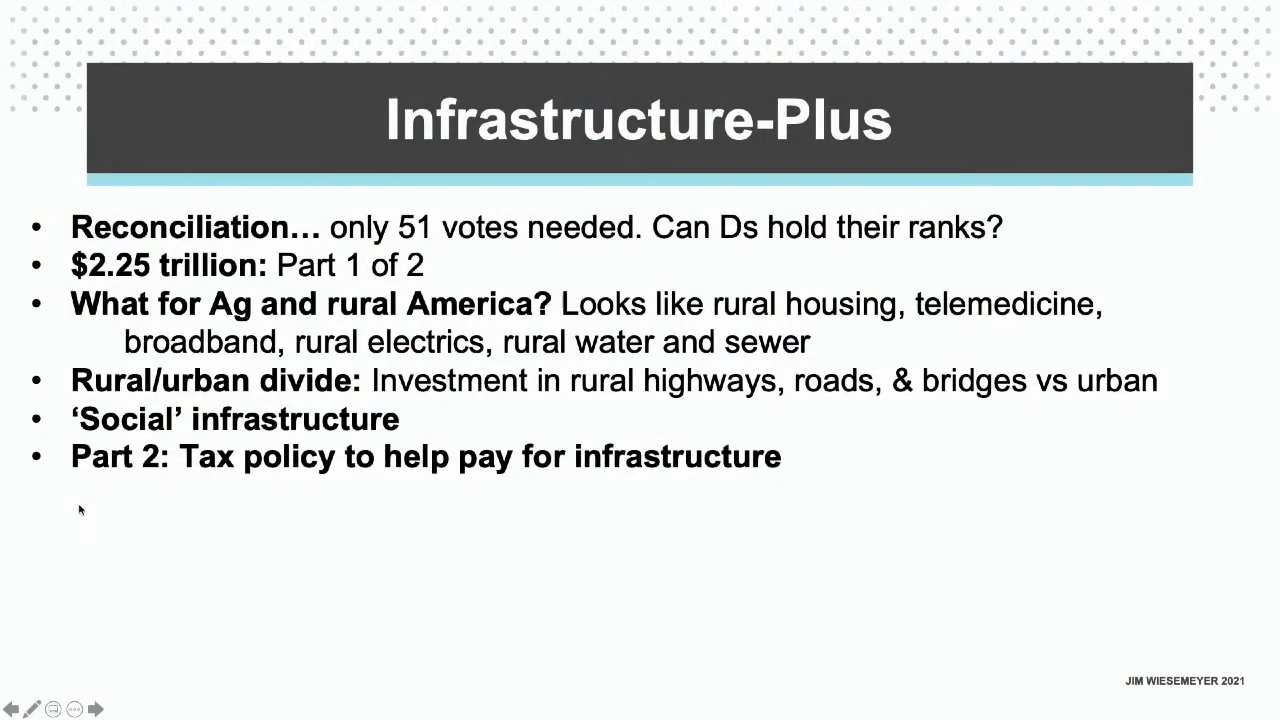 Infrastructure-Plus
• Reconciliation… only 51 votes needed. Can Ds hold their ranks?
• $2.25 trillion: Part 1 of 2
• What for Ag and rural America? Looks like rural housing, telemedicine,
broadband, rural electrics, rural water and sewer
• Rural/urban divide: Investment in rural highways, roads, & bridges vs urban
• ‘Social’ infrastructure
• Part 2: Tax policy to help pay for infrastructure
JIM WIESEMEYER 2021